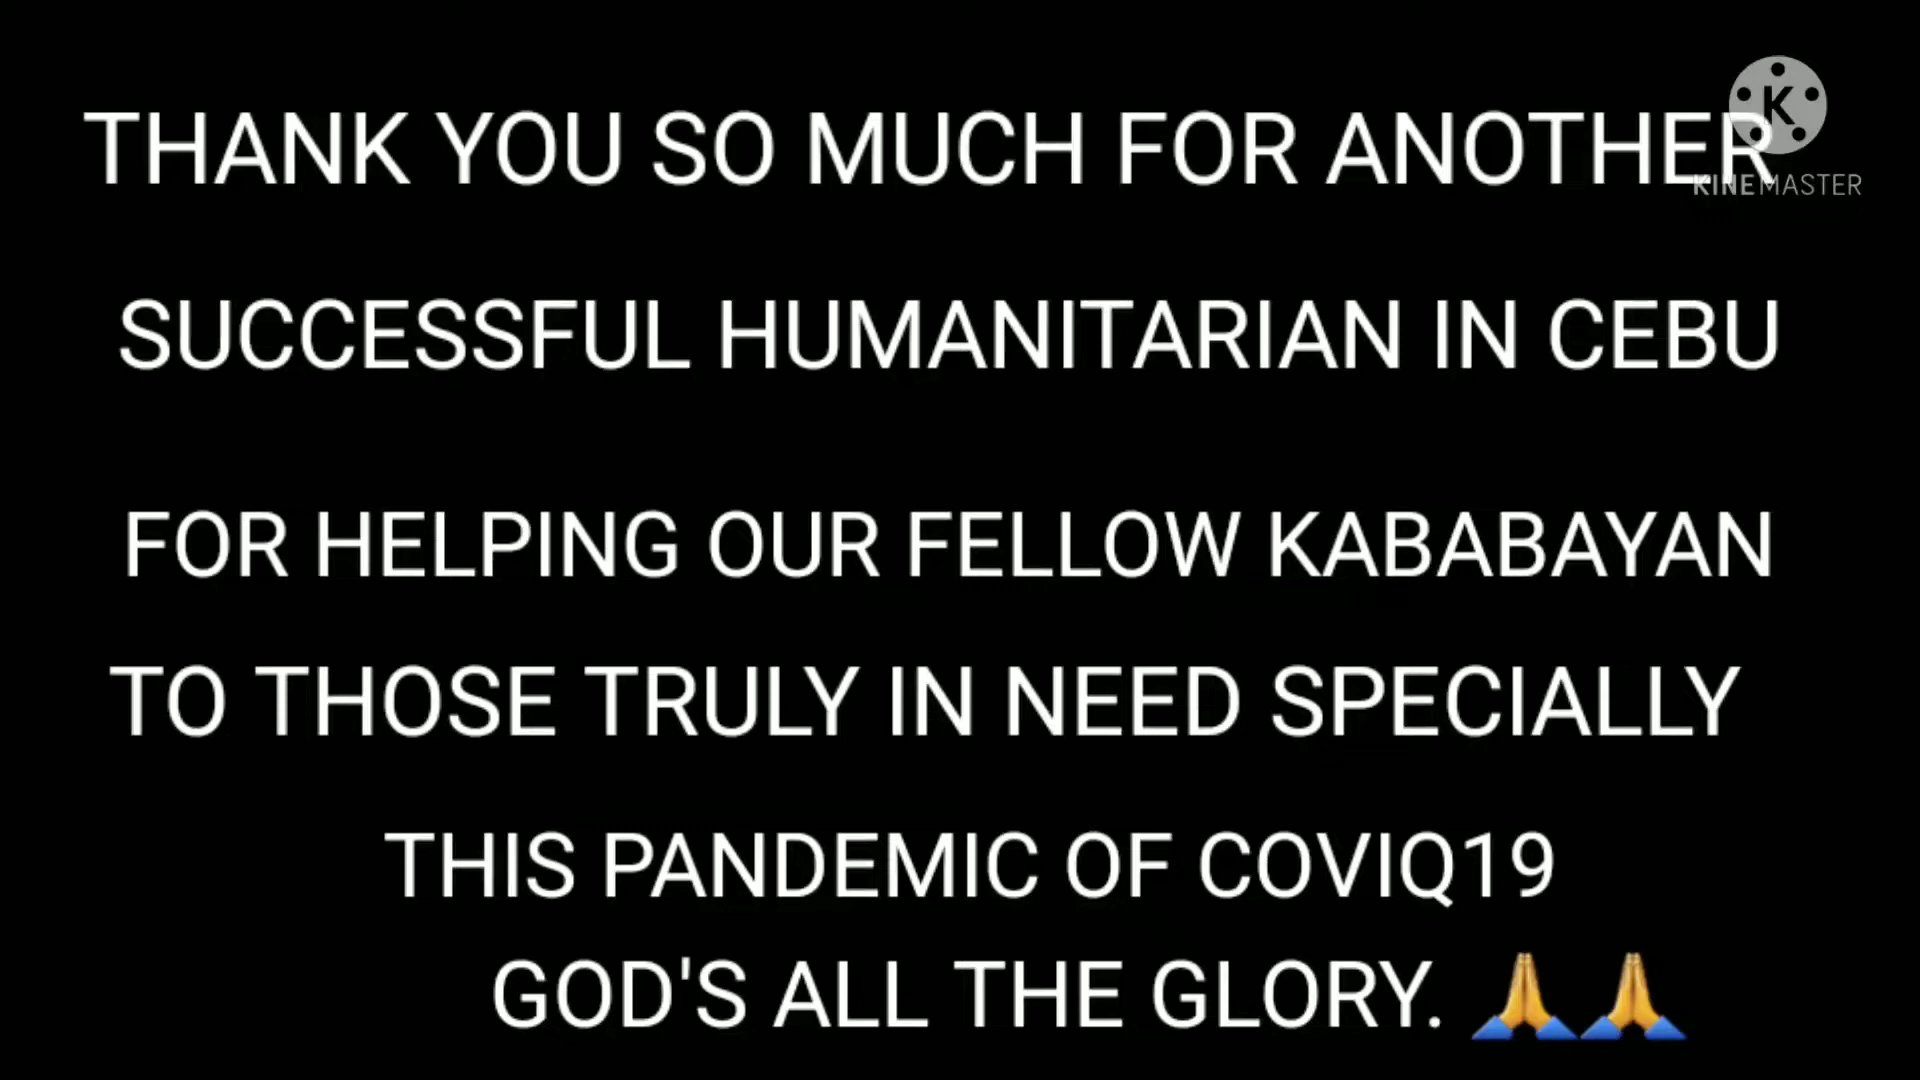 THANK YOU SO MUCH FOR ANOTHER
K
KINEMASTER
SUCCESSFUL HUMANITARIAN IN CEBU
FOR HELPING OUR FELLOW KABABAYAN
TO THOSE TRULY IN NEED SPECIALLY
THIS PANDEMIC OF COVIQ19
GOD'S ALL THE GLORY. 🙏🙏